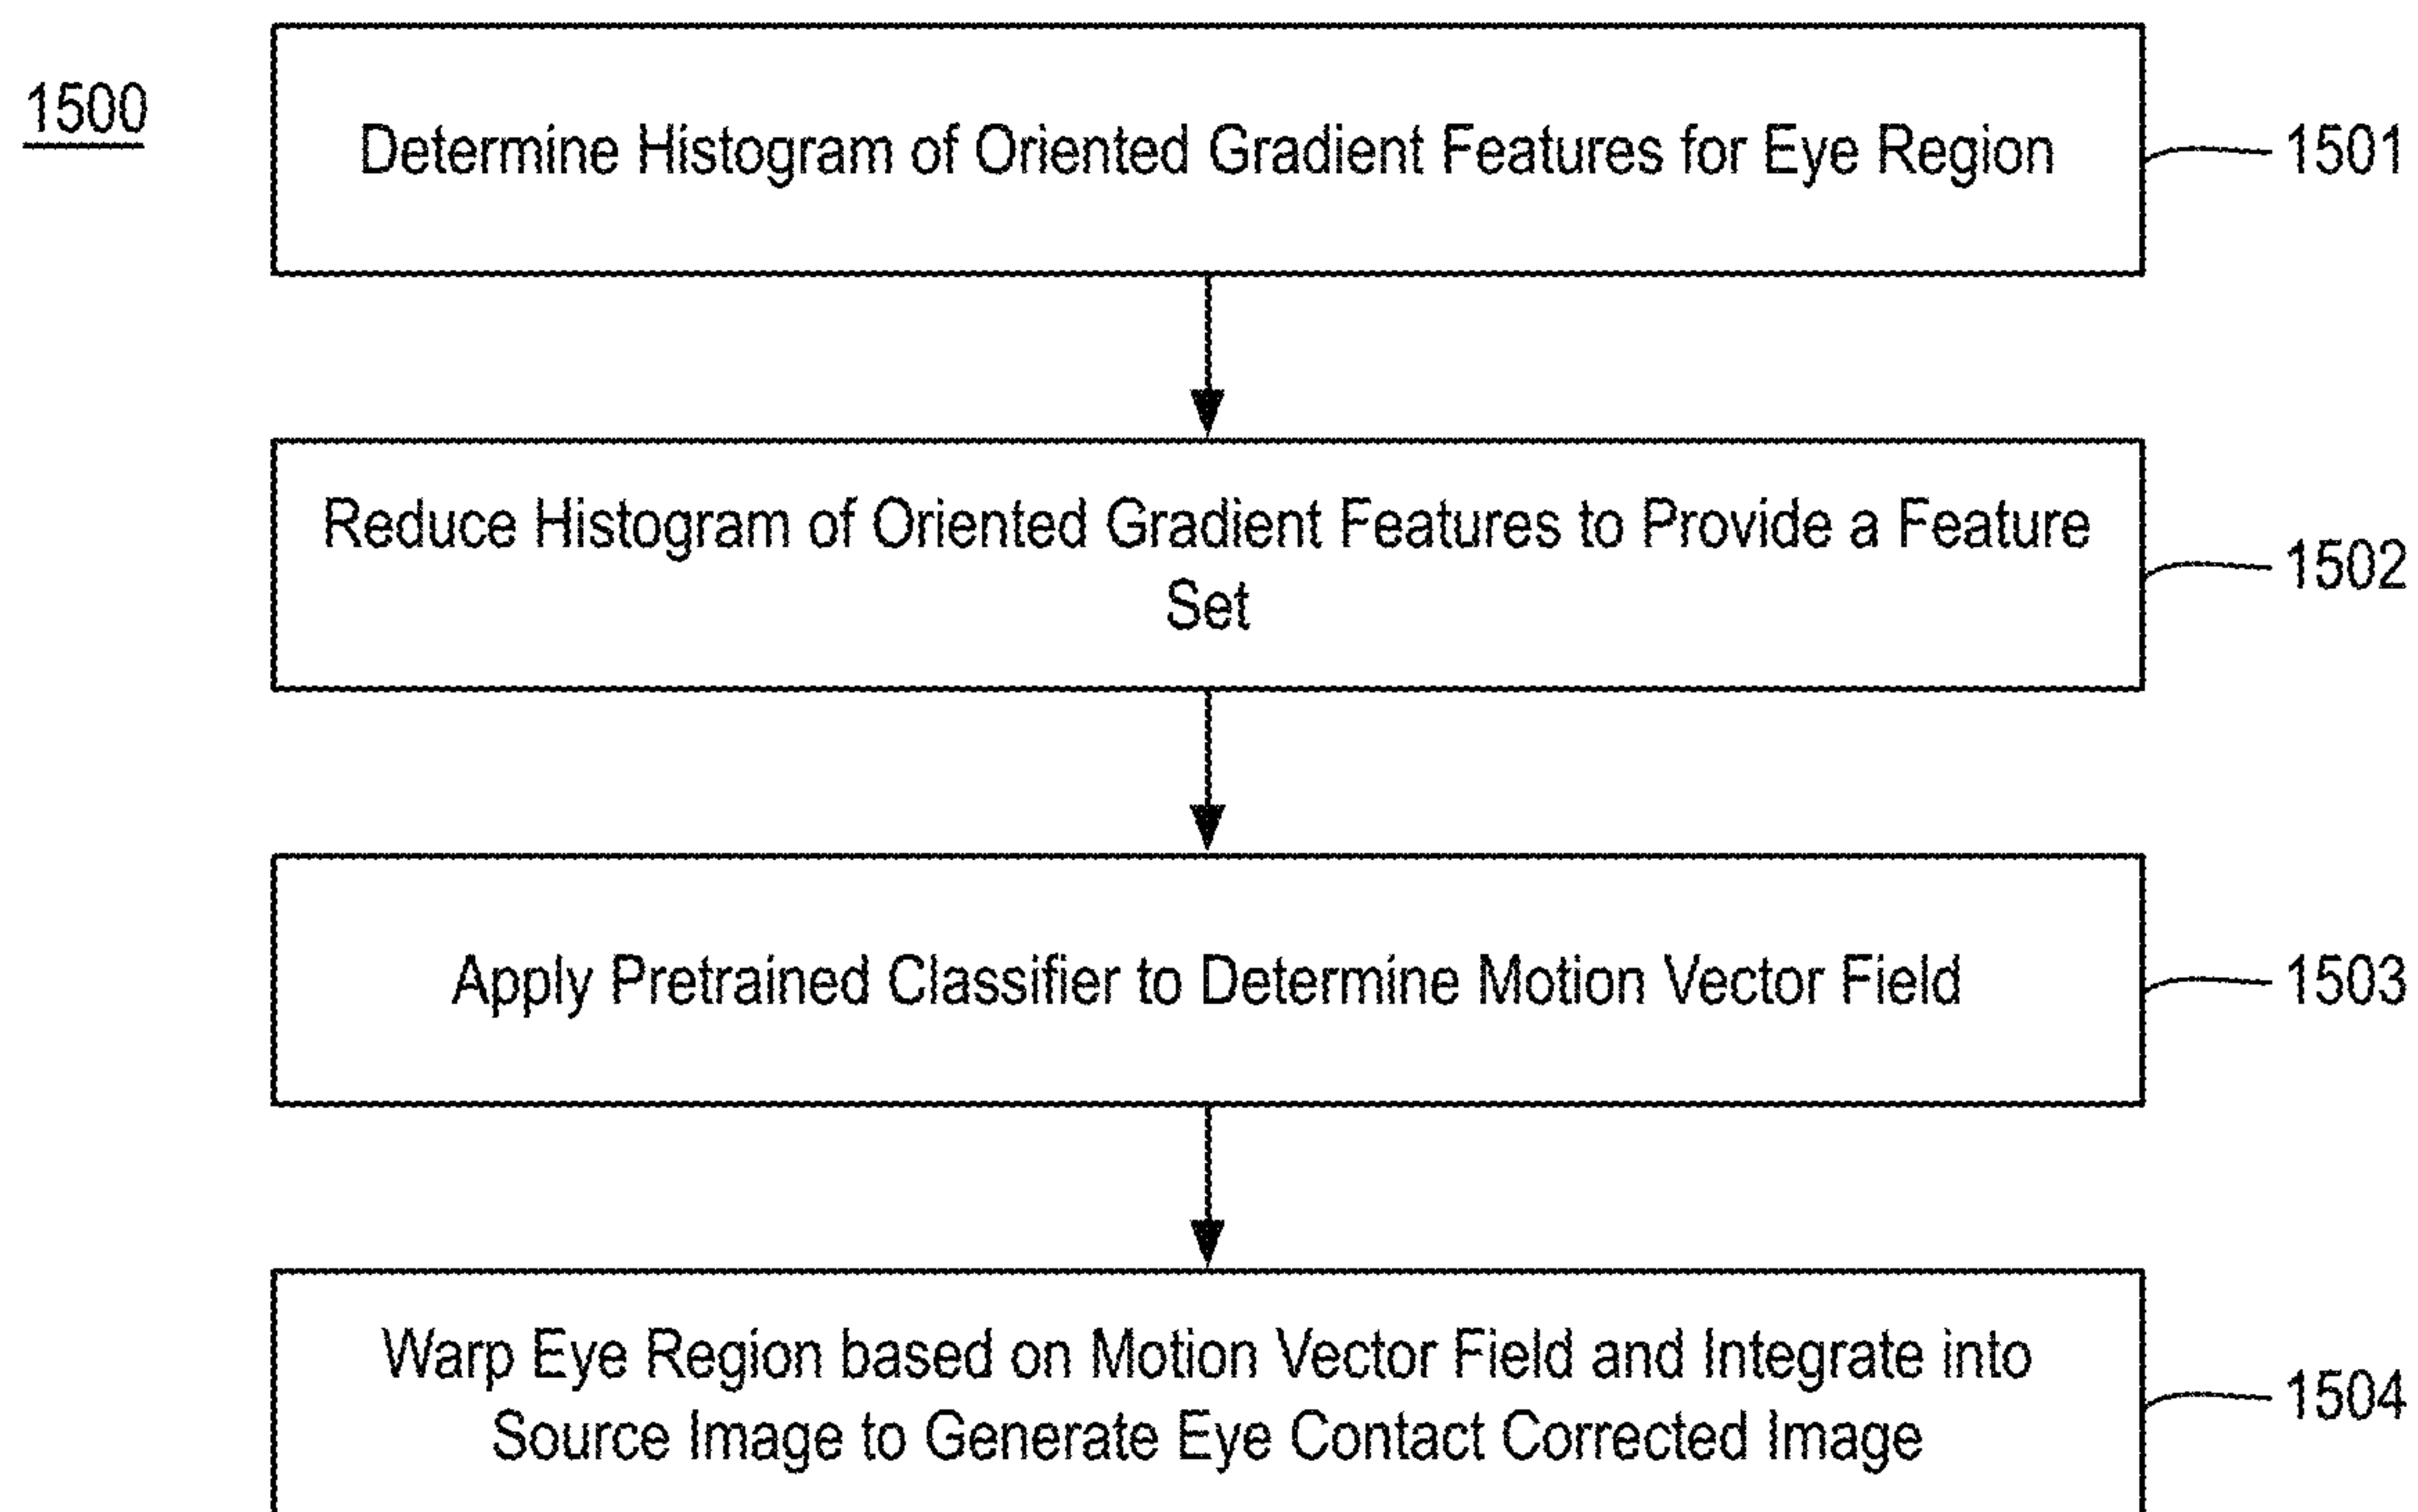 1500
Determine Histogram of Oriented Gradient Features for Eye Region
1501
Reduce Histogram of Oriented Gradient Features to Provide a Feature
Set
1502
Apply Pretrained Classifier to Determine Motion Vector Field
1503
Warp Eye Region based on Motion Vector Field and Integrate into
Source Image to Generate Eye Contact Corrected Image
1504